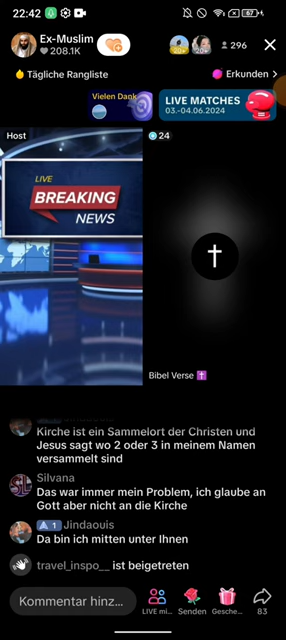 22:42
67
Ex-Muslim
208.1K
20+
20+
296
Tägliche Rangliste
Erkunden
Vielen Dank
LIVE MATCHES
03.-04.06.2024
Host
24
LIVE
BREAKING
NEWS
Bibel Verse
Kirche ist ein Sammelort der Christen und
Jesus sagt wo 2 oder 3 in meinem Namen
versammelt sind
Silvana
Das war immer mein Problem, ich glaube an
Gott aber nicht an die Kirche
1 Jindaouis
Da bin ich mitten unter Ihnen
travel_inspo__ ist beigetreten
Kommentar hinz...
LIVE mi...
Senden
Gesche...
83